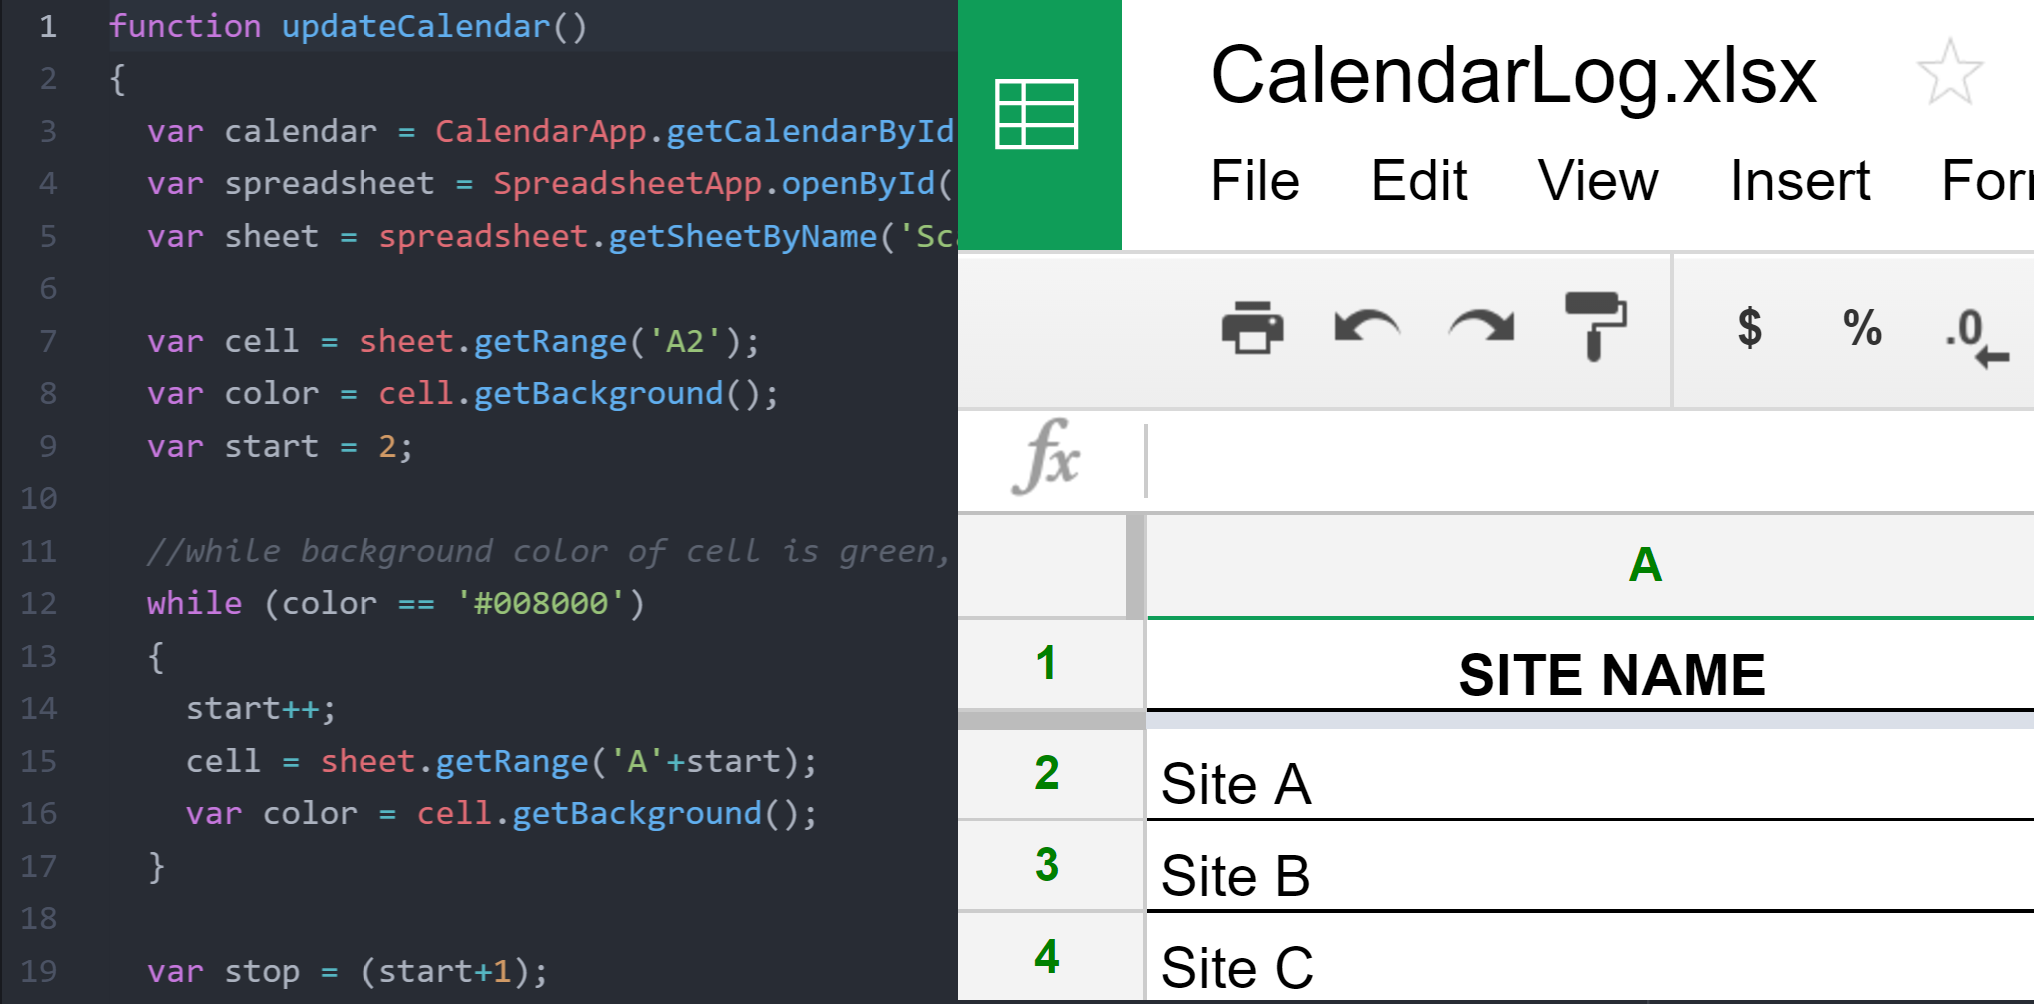 1 function updateCalendar()
2 {
3 var calendar = CalendarApp.getCalendarById
4 var spreadsheet = SpreadsheetApp.openById(
5 var sheet = spreadsheet.getSheetByName('Sc
6
7 var cell = sheet.getRange('A2');
8 var color = cell.getBackground();
9 var start = 2;
10
11 //while background color of cell is green,
12 while (color == '#008000')
13 {
14 start++;
15 cell = sheet.getRange('A'+start);
16 var color = cell.getBackground();
17 }
18
19 var stop = (start+1);
CalendarLog.xlsx
File Edit View Insert For
$ % .0
fx
A
1 SITE NAME
2 Site A
3 Site B
4 Site C